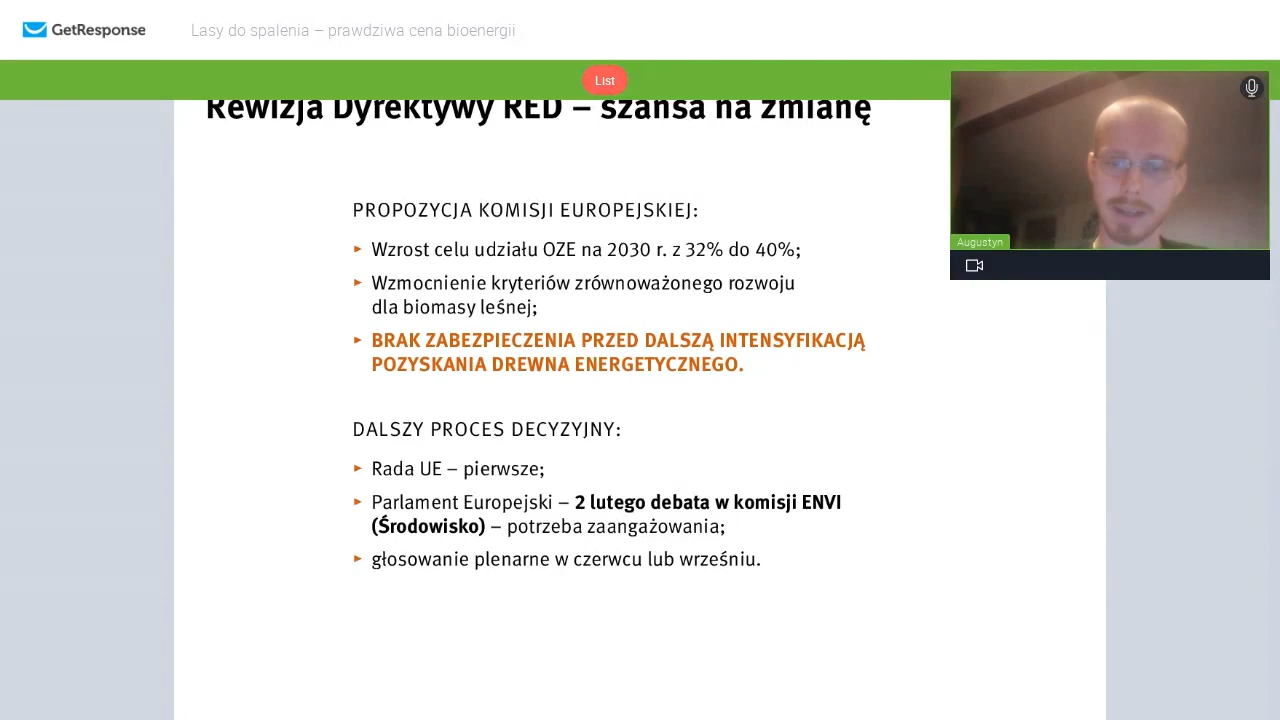 GetResponse
Lasy do spalenia – prawdziwa cena bioenergii
List
Rewizja Dyrektywy RED – szansa na zmianę
PROPOZYCJA KOMISJI EUROPEJSKIEJ:
▸ Wzrost celu udziału OZE na 2030 r. z 32% do 40%;
▸ Wzmocnienie kryteriów zrównoważonego rozwoju
dla biomasy leśnej;
▸ BRAK ZABEZPIECZENIA PRZED DALSZĄ INTENSYFIKACJĄ
POZYSKANIA DREWNA ENERGETYCZNEGO.
DALSZY PROCES DECYZYJNY:
▸ Rada UE – pierwsze;
▸ Parlament Europejski – 2 lutego debata w komisji ENVI
(Środowisko) – potrzeba zaangażowania;
▸ głosowanie plenarne w czerwcu lub wrześniu.
Augustyn